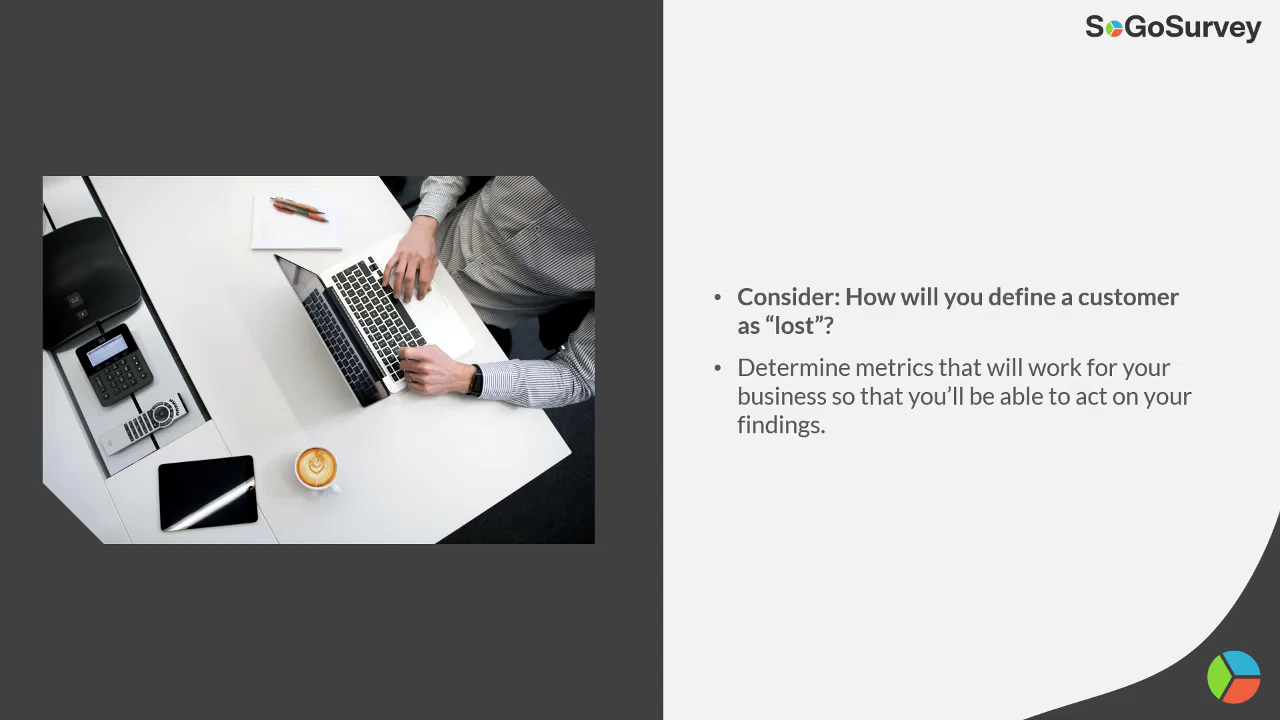 SoGoSurvey
• Consider: How will you define a customer
as “lost”?
• Determine metrics that will work for your
business so that you’ll be able to act on your
findings.